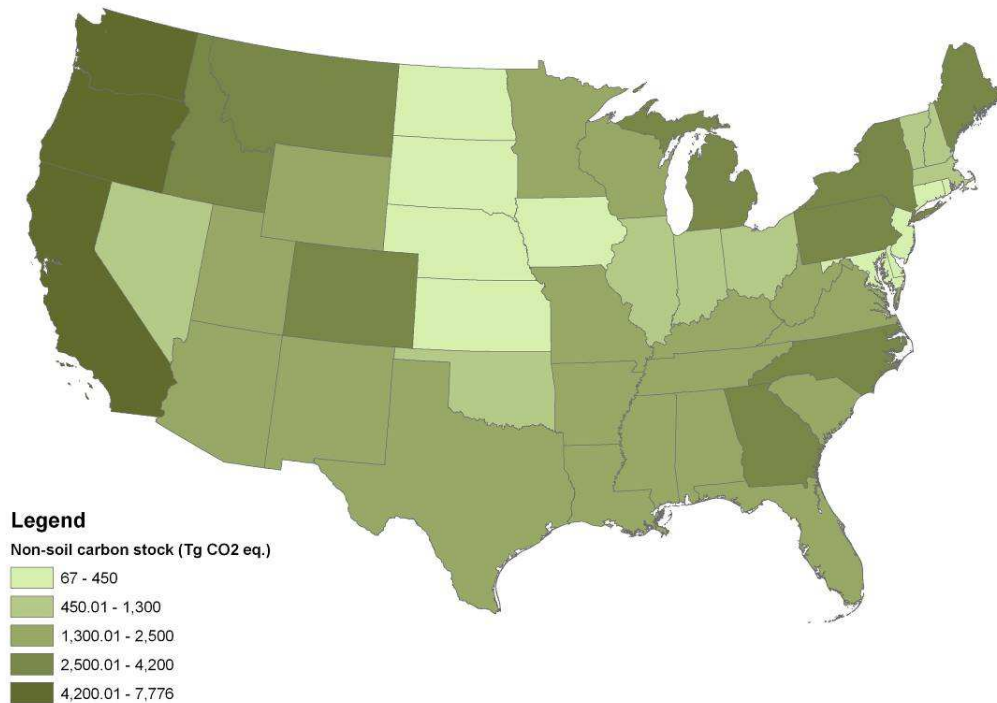 Legend
Non-soil carbon stock (Tg CO2 eq.)
67 - 450
450.01 - 1,300
1,300.01 - 2,500
2,500.01 - 4,200
4,200.01 - 7,776